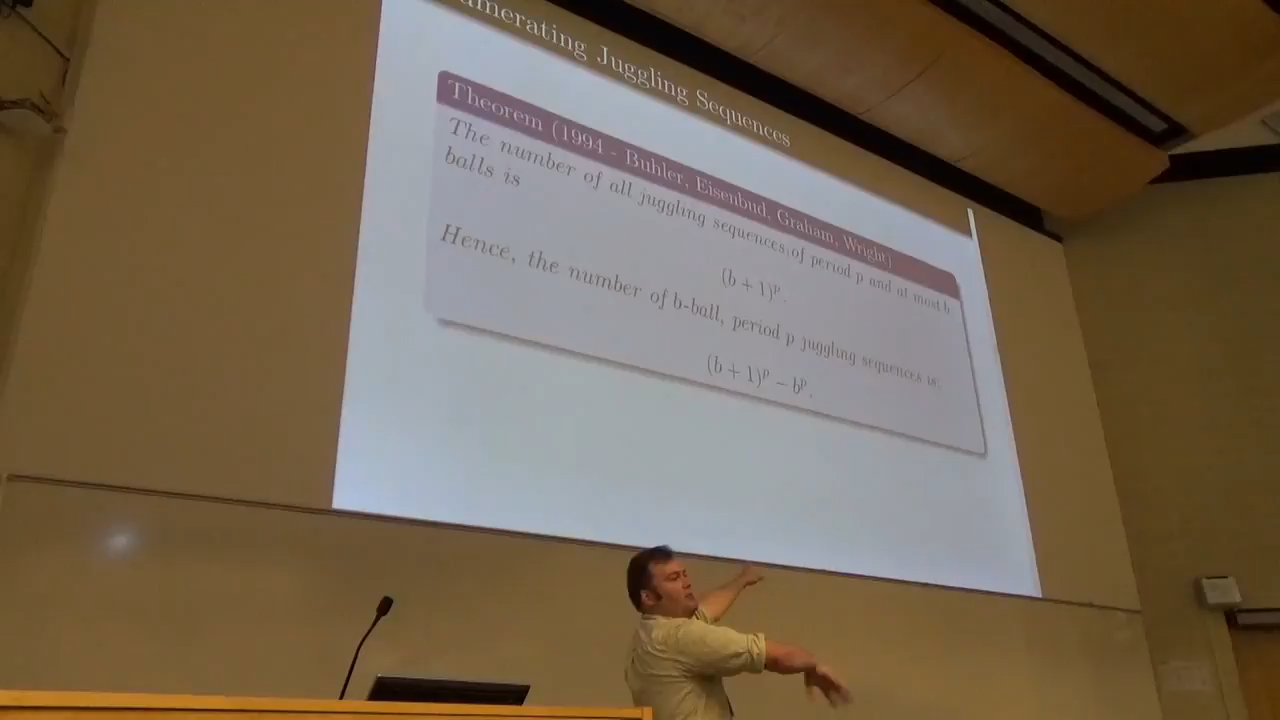 Juggling Sequences
Theorem (1994 - Buhler, Eisenbud, Graham, Wright)
The number of all juggling sequences of period p and at most b
balls is
(b + 1)ᵖ.
Hence, the number of b-ball, period p juggling sequences is:
(b + 1)ᵖ − bᵖ.